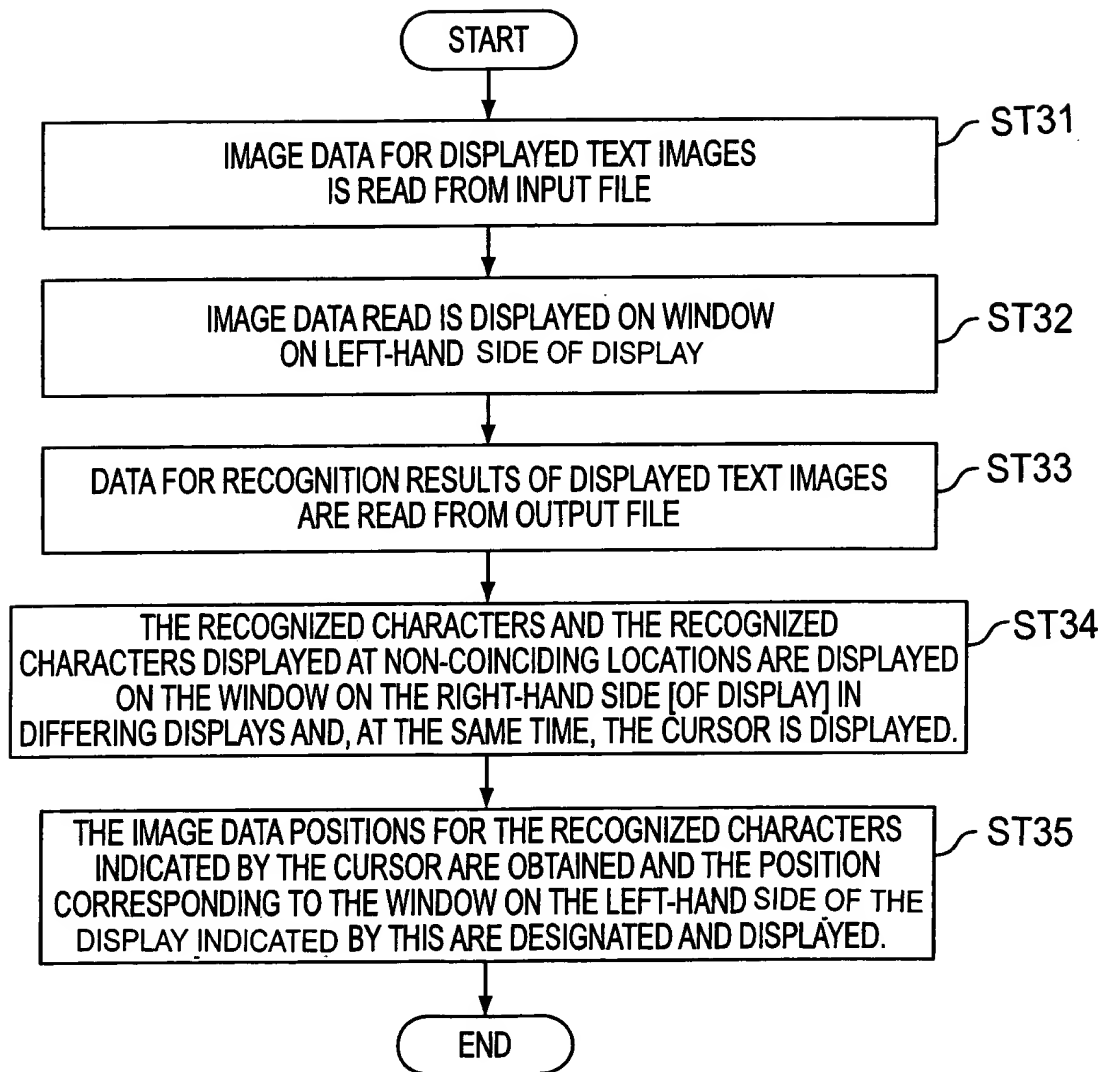 START
IMAGE DATA FOR DISPLAYED TEXT IMAGES
IS READ FROM INPUT FILE
ST31
IMAGE DATA READ IS DISPLAYED ON WINDOW
ON LEFT-HAND SIDE OF DISPLAY
ST32
DATA FOR RECOGNITION RESULTS OF DISPLAYED TEXT IMAGES
ARE READ FROM OUTPUT FILE
ST33
THE RECOGNIZED CHARACTERS AND THE RECOGNIZED
CHARACTERS DISPLAYED AT NON-COINCIDING LOCATIONS ARE DISPLAYED
ON THE WINDOW ON THE RIGHT-HAND SIDE [OF DISPLAY] IN
DIFFERING DISPLAYS AND, AT THE SAME TIME, THE CURSOR IS DISPLAYED.
ST34
THE IMAGE DATA POSITIONS FOR THE RECOGNIZED CHARACTERS
INDICATED BY THE CURSOR ARE OBTAINED AND THE POSITION
CORRESPONDING TO THE WINDOW ON THE LEFT-HAND SIDE OF THE
DISPLAY INDICATED BY THIS ARE DESIGNATED AND DISPLAYED.
ST35
END